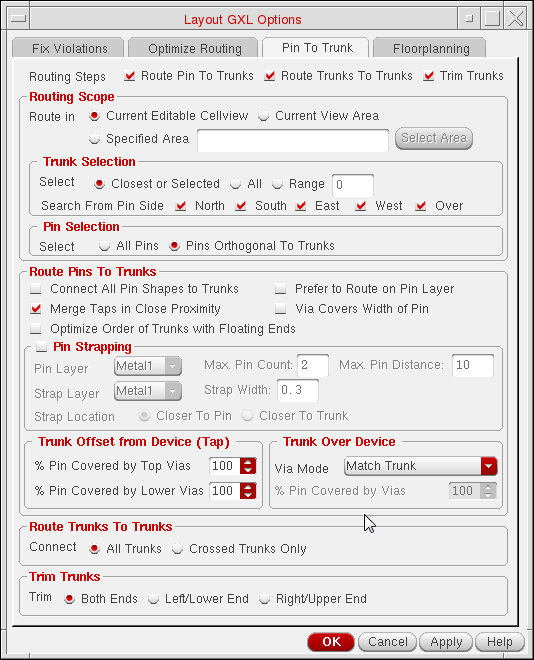 Layout GXL Options
Fix Violations Optimize Routing Pin To Trunk Floorplanning
Routing Steps Route Pin To Trunks Route Trunks To Trunks Trim Trunks
Routing Scope
Route in Current Editable Cellview Current View Area
Specified Area Select Area
Trunk Selection
Select Closest or Selected All Range 0
Search From Pin Side North South East West Over
Pin Selection
Select All Pins Pins Orthogonal To Trunks
Route Pins To Trunks
Connect All Pin Shapes to Trunks Prefer to Route on Pin Layer
Merge Taps in Close Proximity Via Covers Width of Pin
Optimize Order of Trunks with Floating Ends
Pin Strapping
Pin Layer Metal1 Max. Pin Count: 2 Max. Pin Distance: 10
Strap Layer Metal1 Strap Width: 0.3
Strap Location Closer To Pin Closer To Trunk
Trunk Offset from Device (Tap) Trunk Over Device
% Pin Covered by Top Vias 100 Via Mode Match Trunk
% Pin Covered by Lower Vias 100 % Pin Covered by Vias 100
Route Trunks To Trunks
Connect All Trunks Crossed Trunks Only
Trim Trunks
Trim Both Ends Left/Lower End Right/Upper End
OK Cancel Apply Help